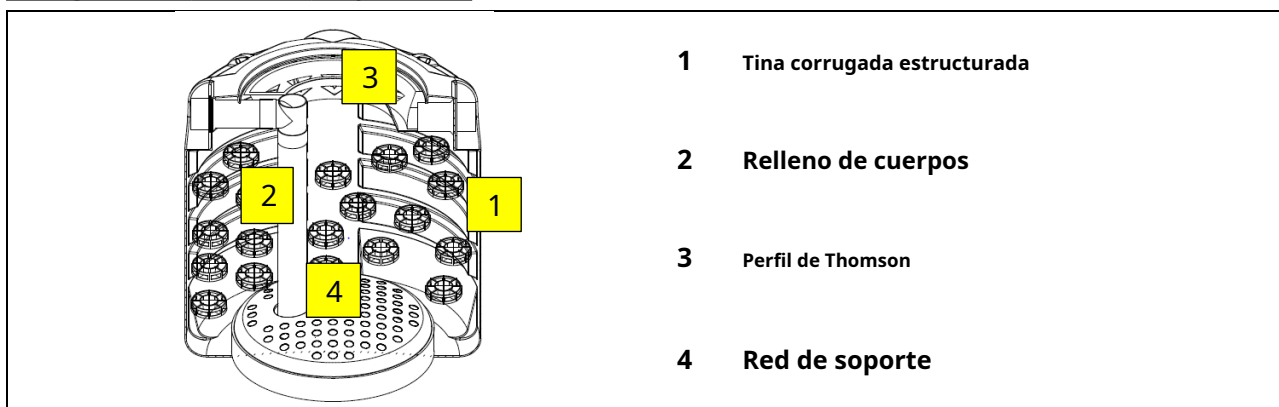 3
2
1
4
1 Tina corrugada estructurada
2 Relleno de cuerpos
3 Perfil de Thomson
4 Red de soporte